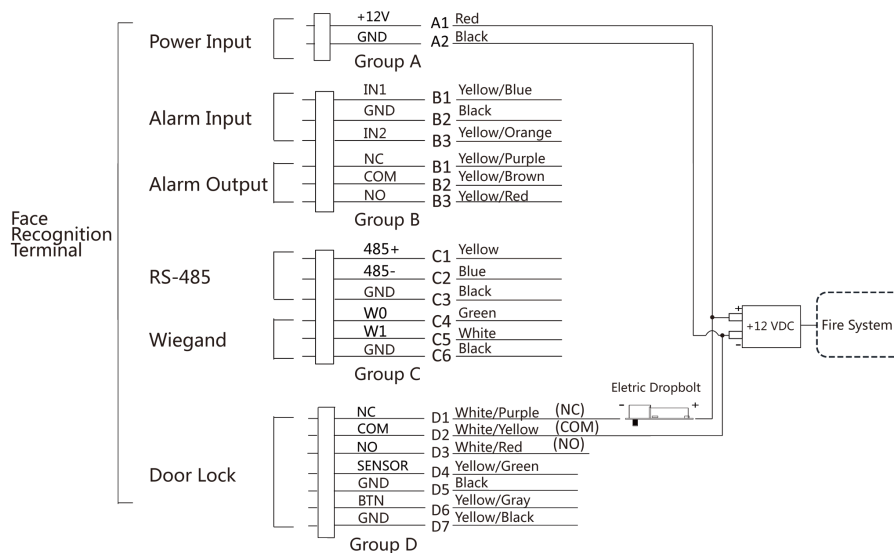 Face
Recognition
Terminal
Power Input
+12V A1 Red
GND A2 Black
Group A
Alarm Input
IN1 B1 Yellow/Blue
GND B2 Black
IN2 B3 Yellow/Orange
Alarm Output
NC B1 Yellow/Purple
COM B2 Yellow/Brown
NO B3 Yellow/Red
Group B
RS-485
485+ C1 Yellow
485- C2 Blue
GND C3 Black
Wiegand
W0 C4 Green
W1 C5 White
GND C6 Black
Group C
Door Lock
NC D1 White/Purple (NC)
COM D2 White/Yellow (COM)
NO D3 White/Red (NO)
SENSOR D4 Yellow/Green
GND D5 Black
BTN D6 Yellow/Gray
GND D7 Yellow/Black
Group D
Eletric Dropbolt
- +
+
+12 VDC
-
Fire System